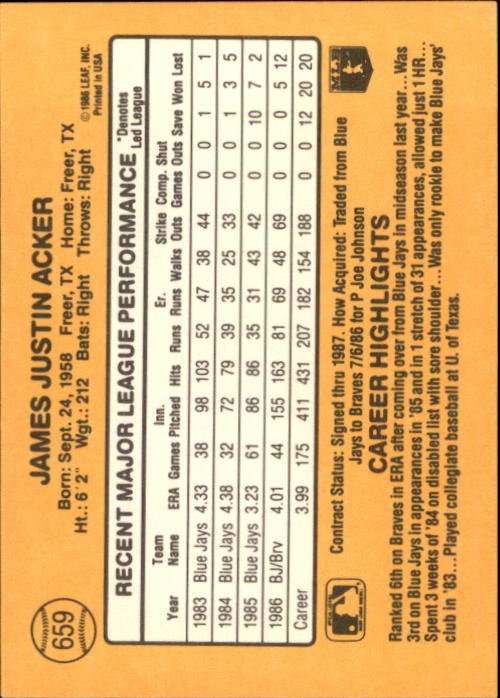 659
JAMES JUSTIN ACKER
© 1986 LEAF, INC.
Printed in USA
Born: Sept. 24, 1958 Freer, TX Home: Freer, TX
Ht.: 6'2" Wgt.: 212 Bats: Right Throws: Right
RECENT MAJOR LEAGUE PERFORMANCE *Denotes Led League
Year Team Name ERA Games Inn. Pitched Hits Runs Er. Runs Walks Strike Outs Comp. Games Shut Outs Save Won Lost
1983 Blue Jays 4.33 38 98 103 52 47 38 44 0 0 1 5 1
1984 Blue Jays 4.38 32 72 79 39 35 25 33 0 0 1 3 5
1985 Blue Jays 3.23 61 86 86 35 31 43 42 0 0 10 7 2
1986 BJ/Brv 4.01 44 155 163 81 69 48 69 0 0 0 5 12
Career 3.99 175 411 431 207 182 154 188 0 0 12 20 20
Contract Status: Signed thru 1987. How Acquired: Traded from Blue
Jays to Braves 7/6/86 for P Joe Johnson
MLB
CAREER HIGHLIGHTS
Ranked 6th on Braves in ERA after coming over from Blue Jays in midseason last year...Was
3rd on Blue Jays in appearances in '85 and in 1 stretch of 31 appearances, allowed just 1 HR...
Spent 3 weeks of '84 on disabled list with sore shoulder...Was only rookie to make Blue Jays'
club in '83...Played collegiate baseball at U. of Texas.